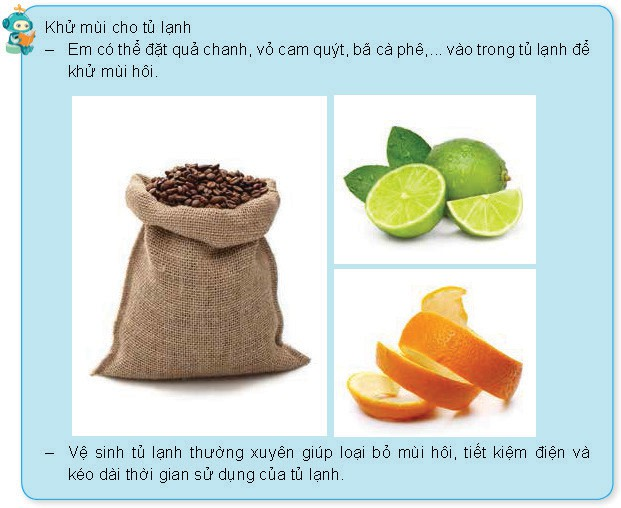 Khử mùi cho tủ lạnh
– Em có thể đặt quả chanh, vỏ cam quýt, bã cà phê,... vào trong tủ lạnh để
khử mùi hôi.
– Vệ sinh tủ lạnh thường xuyên giúp loại bỏ mùi hôi, tiết kiệm điện và
kéo dài thời gian sử dụng của tủ lạnh.